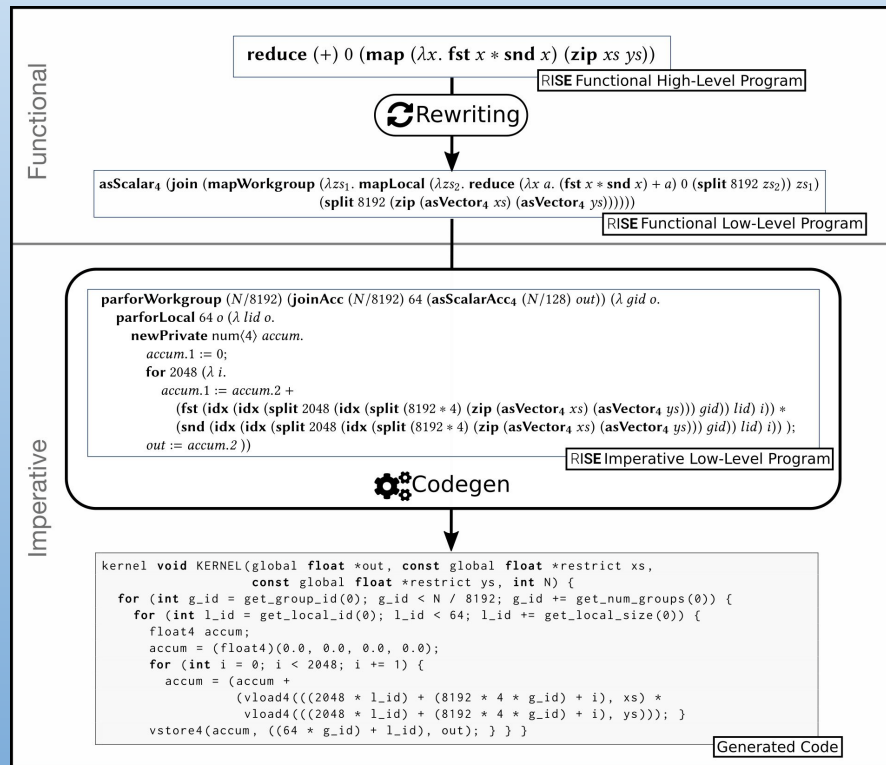 Functional
reduce (+) 0 (map (λx. fst x ∗ snd x) (zip xs ys))
RISE Functional High-Level Program
Rewriting
asScalar₄ (join (mapWorkgroup (λzs₁. mapLocal (λzs₂. reduce (λx a. (fst x ∗ snd x) + a) 0 (split 8192 zs₂)) zs₁)
(split 8192 (zip (asVector₄ xs) (asVector₄ ys))))))
RISE Functional Low-Level Program
Imperative
parforWorkgroup (N/8192) (joinAcc (N/8192) 64 (asScalarAcc₄ (N/128) out)) (λ gid o.
parforLocal 64 o (λ lid o.
newPrivate num⟨4⟩ accum.
accum.1 := 0;
for 2048 (λ i.
accum.1 := accum.2 +
(fst (idx (idx (split 2048 (idx (split (8192 ∗ 4) (zip (asVector₄ xs) (asVector₄ ys))) gid)) lid) i)) ∗
(snd (idx (idx (split 2048 (idx (split (8192 ∗ 4) (zip (asVector₄ xs) (asVector₄ ys))) gid)) lid) i)) );
out := accum.2 ))
RISE Imperative Low-Level Program
Codegen
kernel void KERNEL(global float *out, const global float *restrict xs,
const global float *restrict ys, int N) {
for (int g_id = get_group_id(0); g_id < N / 8192; g_id += get_num_groups(0)) {
for (int l_id = get_local_id(0); l_id < 64; l_id += get_local_size(0)) {
float4 accum;
accum = (float4)(0.0, 0.0, 0.0, 0.0);
for (int i = 0; i < 2048; i += 1) {
accum = (accum +
(vload4(((2048 * l_id) + (8192 * 4 * g_id) + i), xs) *
vload4(((2048 * l_id) + (8192 * 4 * g_id) + i), ys))); }
vstore4(accum, ((64 * g_id) + l_id), out); } } }
Generated Code